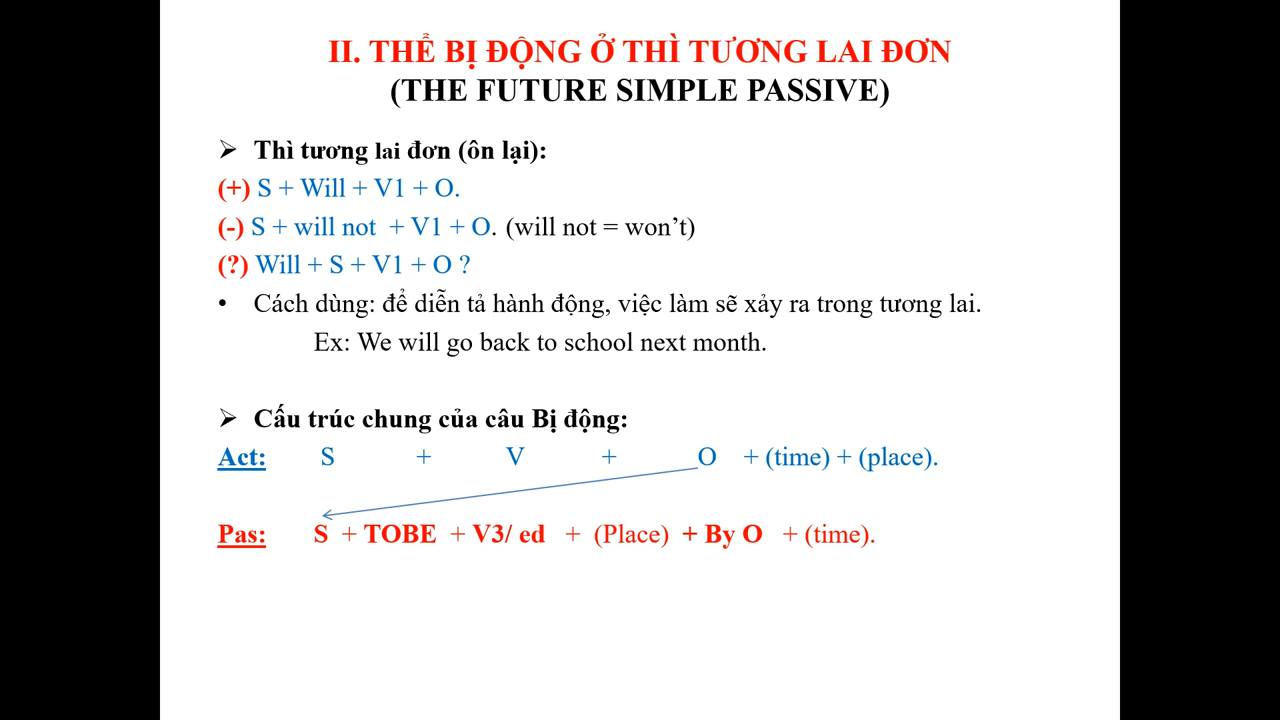 II. THỂ BỊ ĐỘNG Ở THÌ TƯƠNG LAI ĐƠN
(THE FUTURE SIMPLE PASSIVE)
➢ Thì tương lai đơn (ôn lại):
(+) S + Will + V1 + O.
(-) S + will not + V1 + O. (will not = won’t)
(?) Will + S + V1 + O ?
• Cách dùng: để diễn tả hành động, việc làm sẽ xảy ra trong tương lai.
Ex: We will go back to school next month.
➢ Cấu trúc chung của câu Bị động:
Act: S + V + O + (time) + (place).
Pas: S + TOBE + V3/ ed + (Place) + By O + (time).